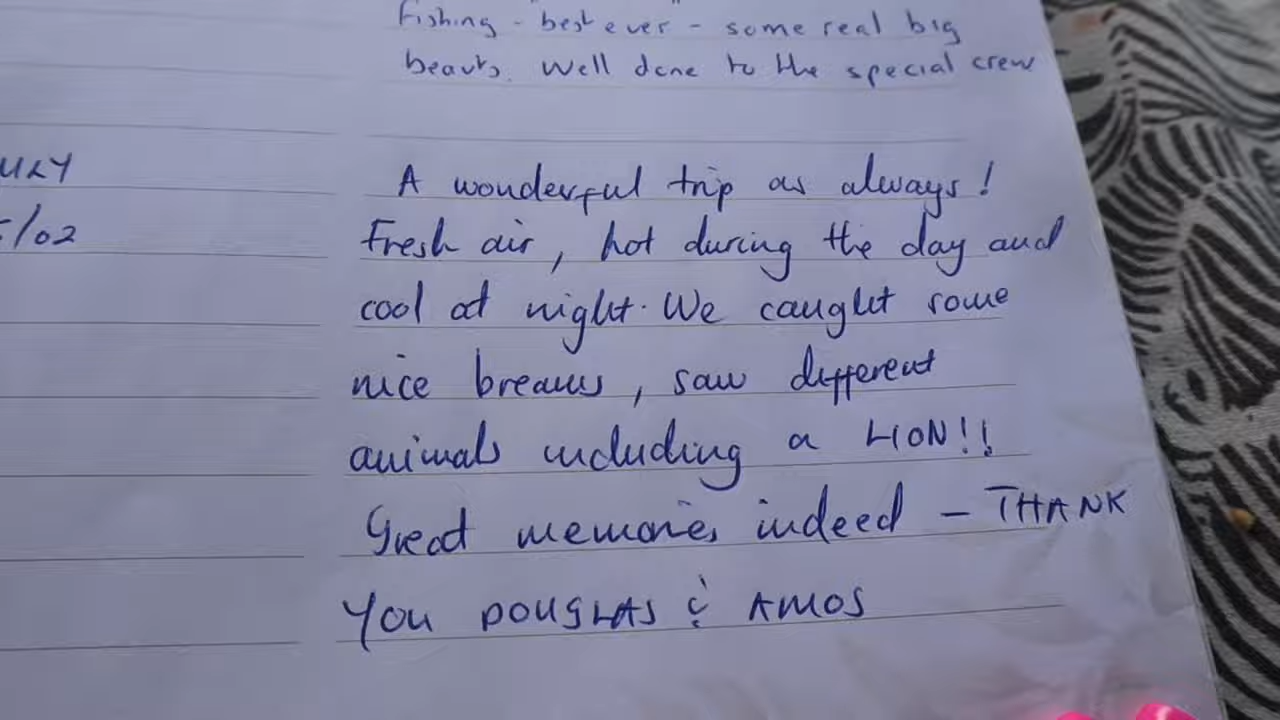 Fishing - "best ever" - some real big
beauts. Well done to the special crew
A wonderful trip as always!
Fresh air, hot during the day and
cool at night. We caught some
nice breams, saw different
animals including a LION!!
Great memories indeed - THANK
YOU DOUGLAS & AMOS
/02